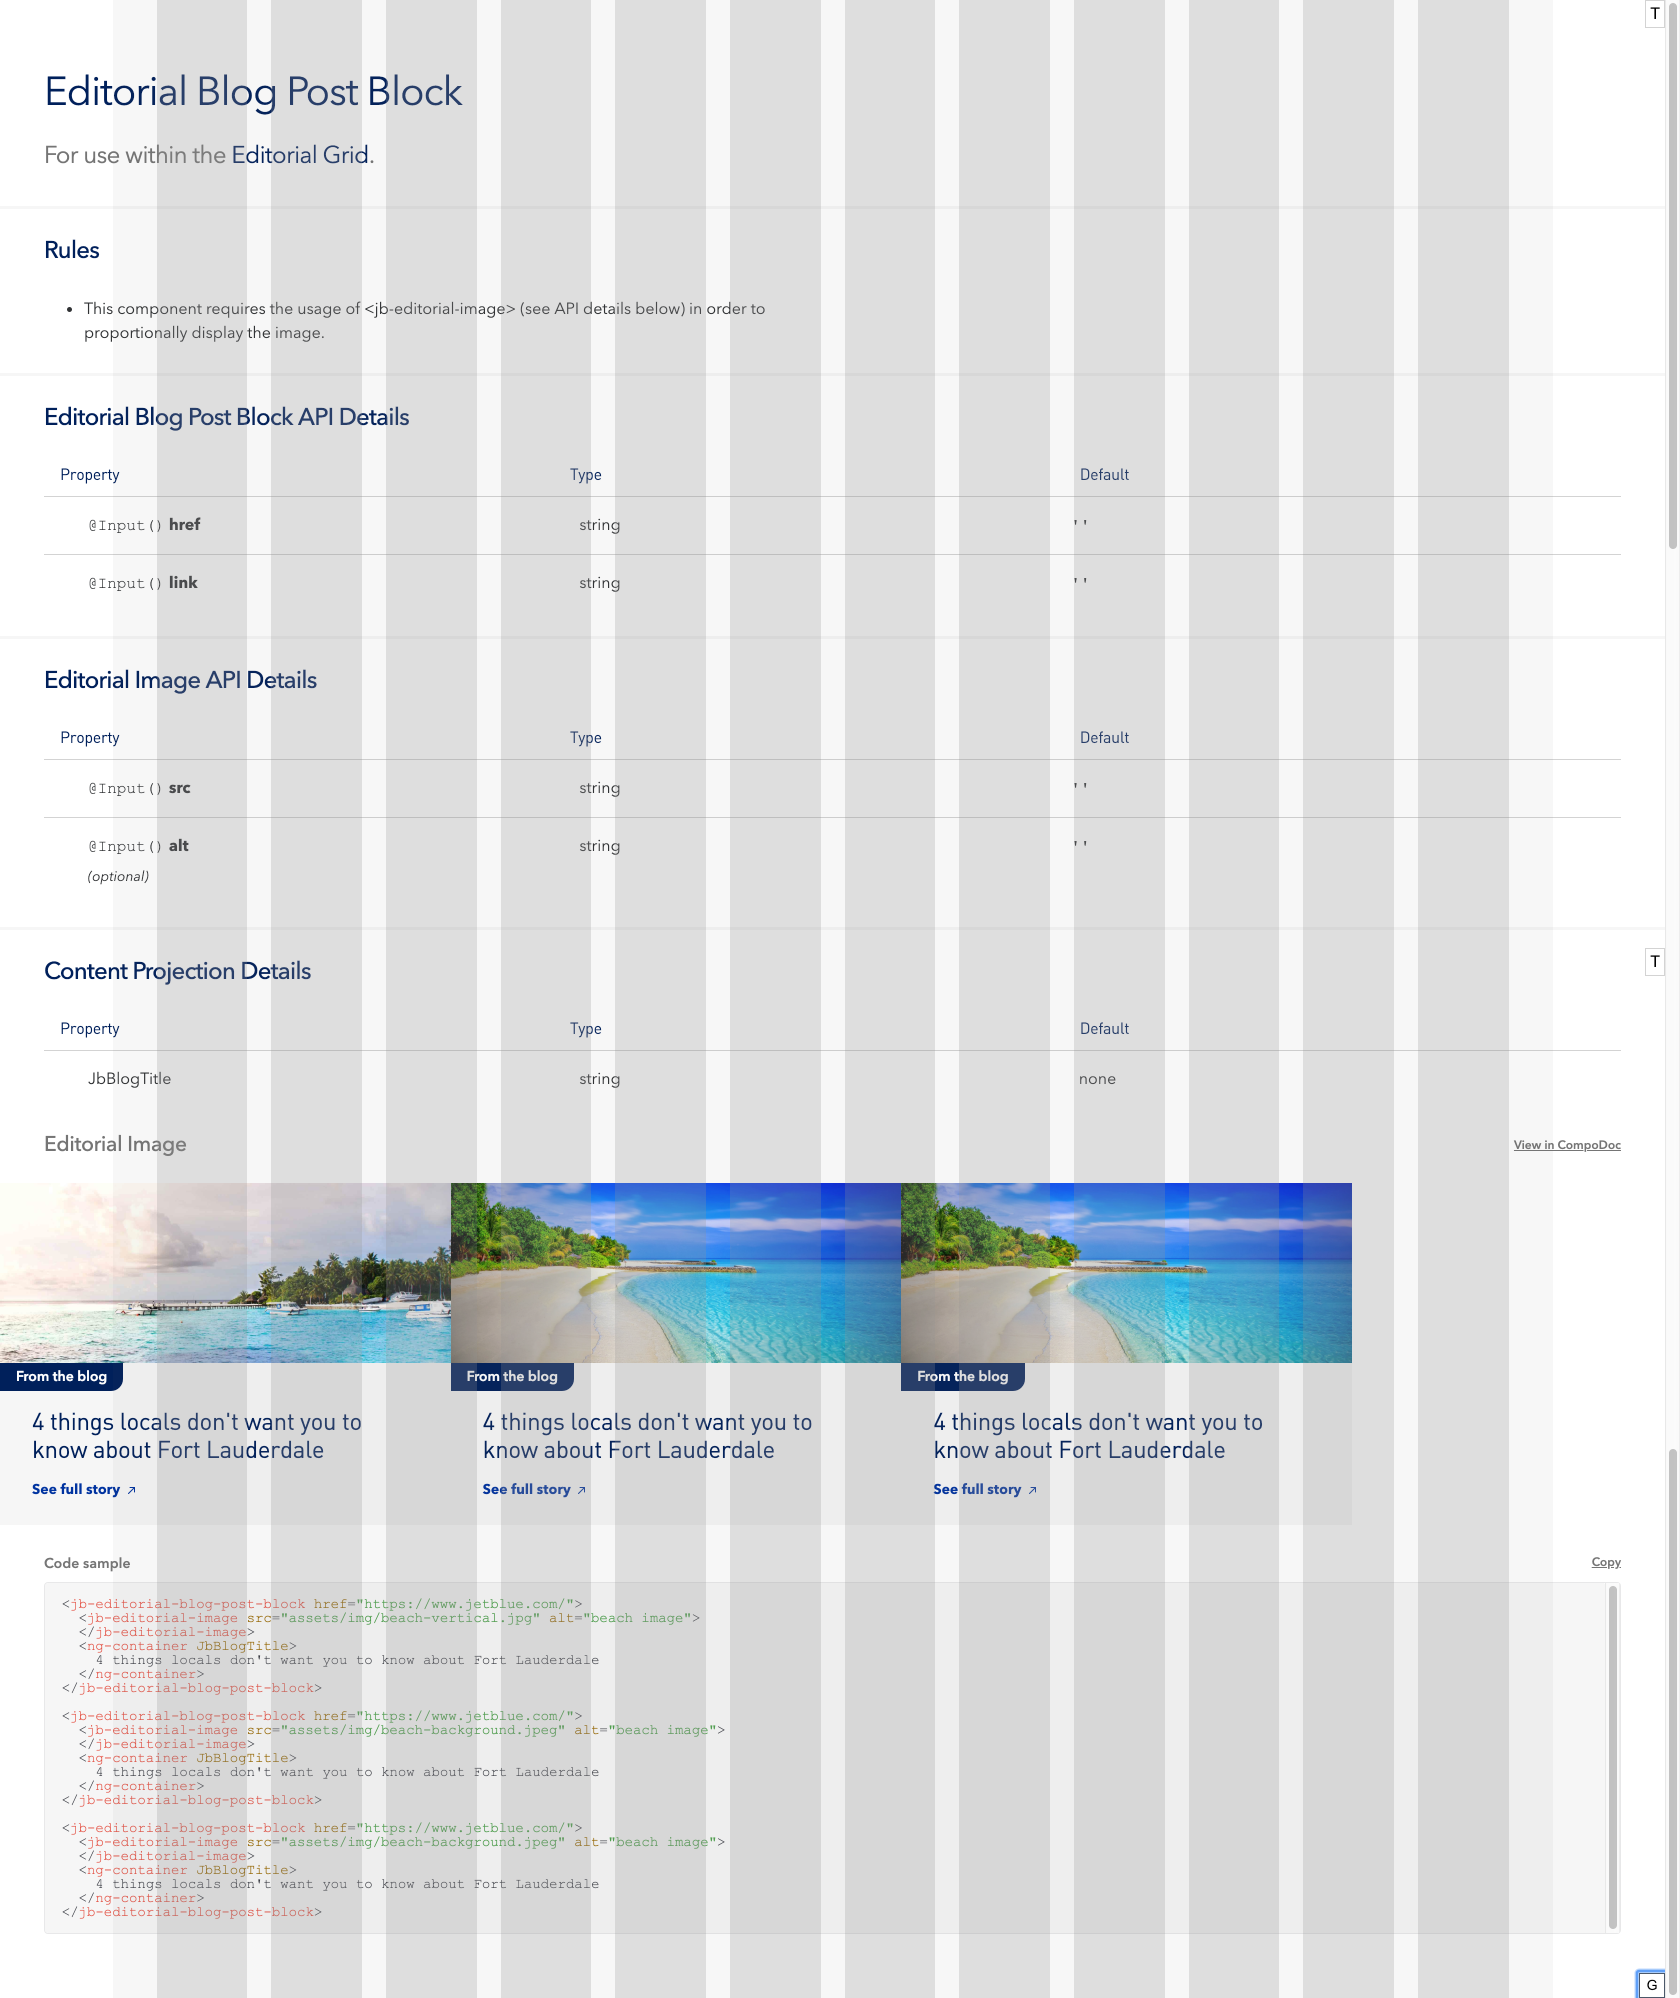 T
Editorial Blog Post Block
For use within the Editorial Grid.
Rules
• This component requires the usage of <jb-editorial-image> (see API details below) in order to
proportionally display the image.
Editorial Blog Post Block API Details
Property Type Default
@Input() href string ''
@Input() link string ''
Editorial Image API Details
Property Type Default
@Input() src string ''
@Input() alt string ''
(optional)
T
Content Projection Details
Property Type Default
JbBlogTitle string none
Editorial Image View in CompoDoc
From the blog
4 things locals don't want you to
know about Fort Lauderdale
See full story ↗
From the blog
4 things locals don't want you to
know about Fort Lauderdale
See full story ↗
From the blog
4 things locals don't want you to
know about Fort Lauderdale
See full story ↗
Code sample Copy
<jb-editorial-blog-post-block href="https://www.jetblue.com/">
  <jb-editorial-image src="assets/img/beach-vertical.jpg" alt="beach image">
  </jb-editorial-image>
  <ng-container JbBlogTitle>
    4 things locals don't want you to know about Fort Lauderdale
  </ng-container>
</jb-editorial-blog-post-block>
<jb-editorial-blog-post-block href="https://www.jetblue.com/">
  <jb-editorial-image src="assets/img/beach-background.jpeg" alt="beach image">
  </jb-editorial-image>
  <ng-container JbBlogTitle>
    4 things locals don't want you to know about Fort Lauderdale
  </ng-container>
</jb-editorial-blog-post-block>
<jb-editorial-blog-post-block href="https://www.jetblue.com/">
  <jb-editorial-image src="assets/img/beach-background.jpeg" alt="beach image">
  </jb-editorial-image>
  <ng-container JbBlogTitle>
    4 things locals don't want you to know about Fort Lauderdale
  </ng-container>
</jb-editorial-blog-post-block>
G